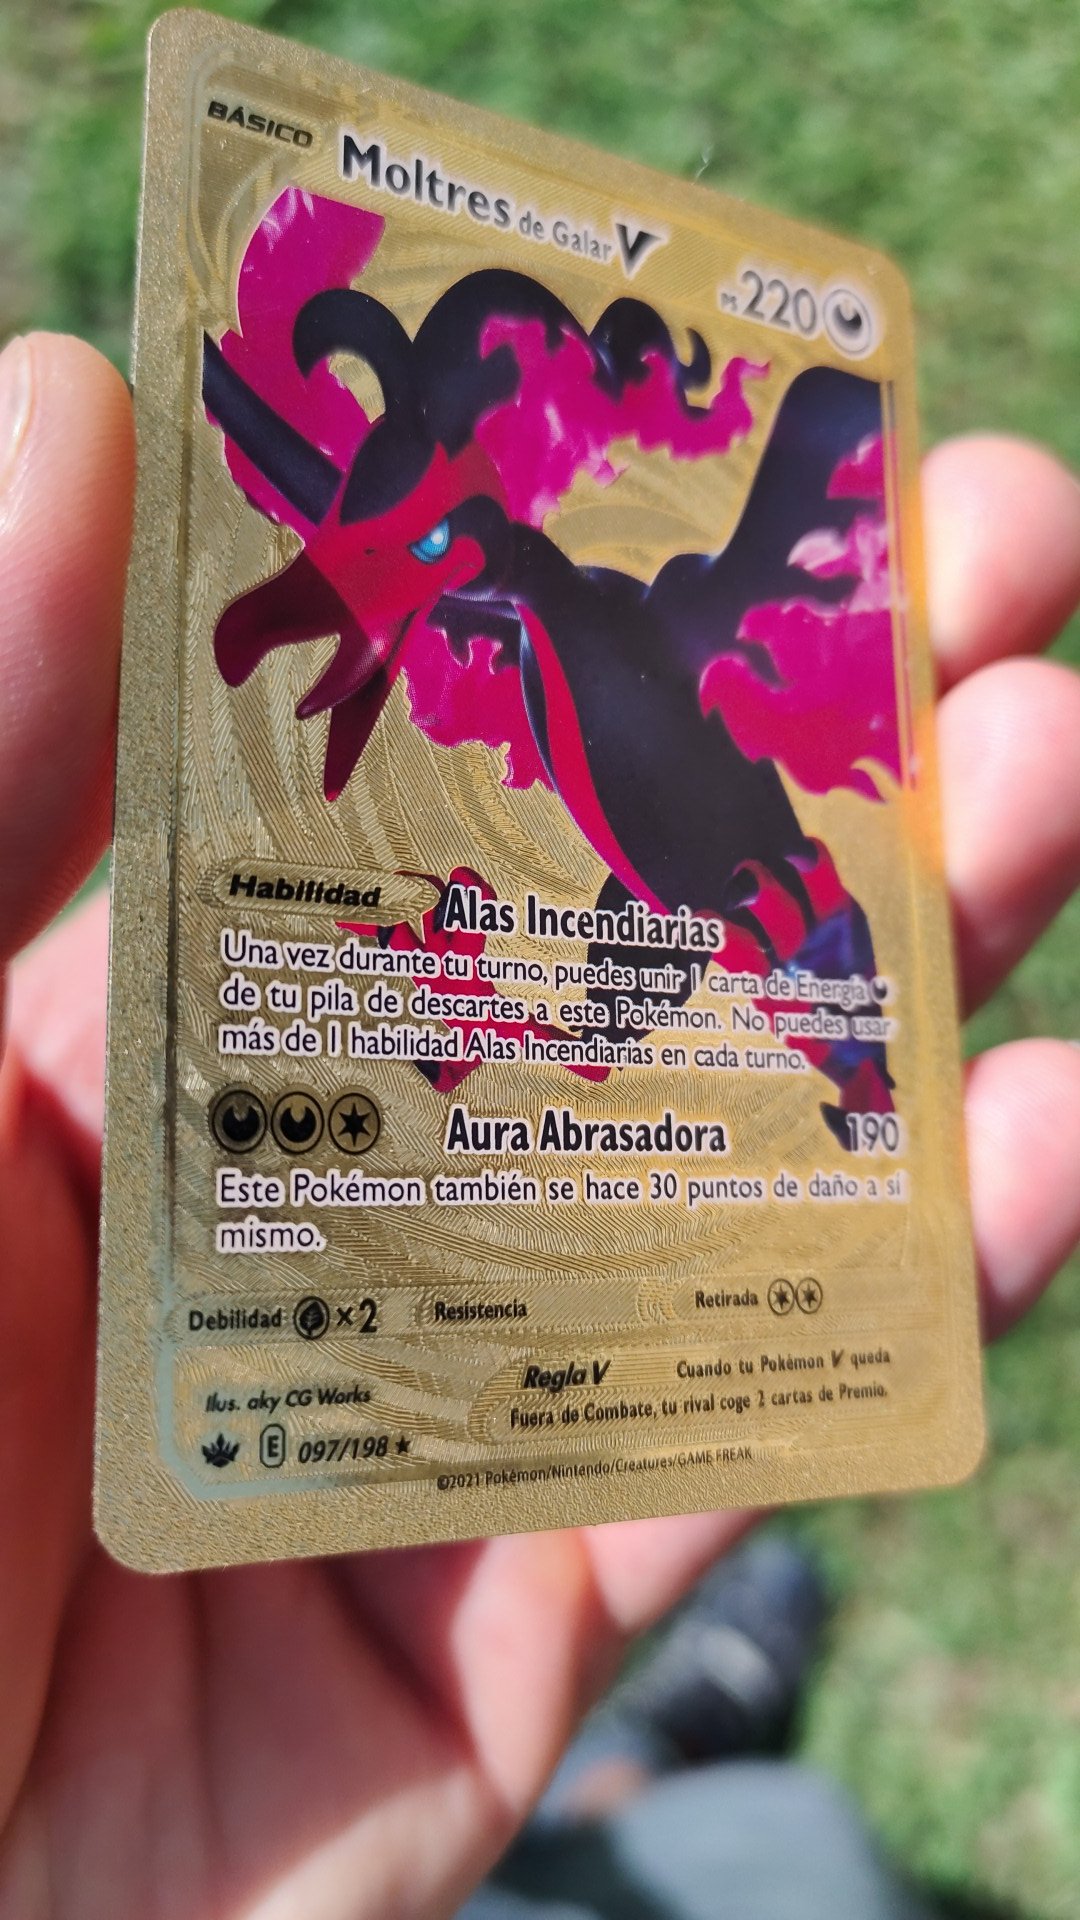 BÁSICO
Moltres de Galar V
PS 220
Habilidad Alas Incendiarias
Una vez durante tu turno, puedes unir 1 carta de Energía
de tu pila de descartes a este Pokémon. No puedes usar
más de 1 habilidad Alas Incendiarias en cada turno.
Aura Abrasadora 190
Este Pokémon también se hace 30 puntos de daño a sí
mismo.
Debilidad ×2 Resistencia Retirada
Regla V Cuando tu Pokémon V queda
Fuera de Combate, tu rival coge 2 cartas de Premio.
Ilus. aky CG Works
E 097/198 ★
©2021 Pokémon/Nintendo/Creatures/GAME FREAK